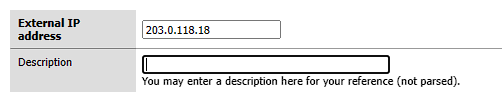 External IP
address
203.0.118.18
Description
You may enter a description here for your reference (not parsed).